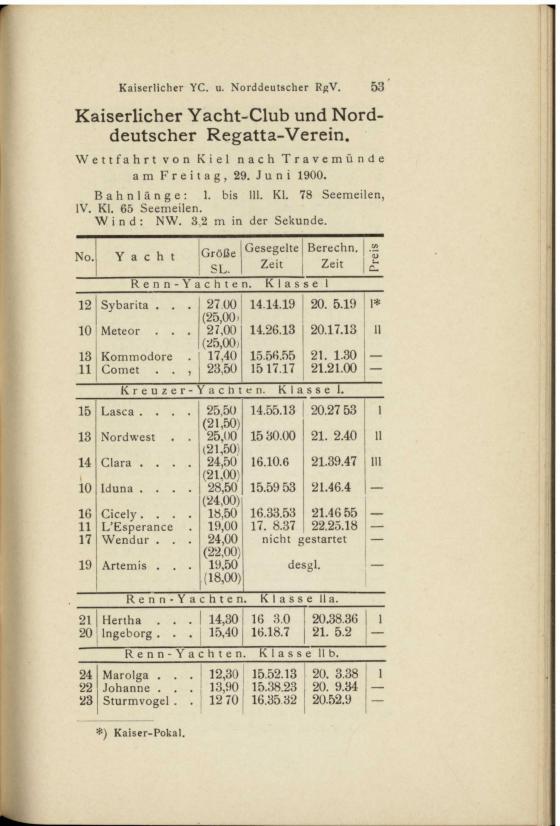 Kaiserlicher YC. u. Norddeutscher RgV. 53
Kaiserlicher Yacht-Club und Nord-
deutscher Regatta-Verein.
Wettfahrt von Kiel nach Travemünde
am Freitag, 29. Juni 1900.
Bahnlänge: I. bis III. Kl. 78 Seemeilen,
IV. Kl. 65 Seemeilen.
Wind: NW. 3,2 m in der Sekunde.
No. Yacht Größe SL. Gesegelte Zeit Berechn. Zeit Preis
Renn-Yachten. Klasse I
12 Sybarita . . . 27.00 14.14.19 20. 5.19 I*
(25,00)
10 Meteor . . . 27,00 14.26.13 20.17.13 II
(25,00)
13 Kommodore . 17,40 15.56.55 21. 1.30 —
11 Comet . . , 23,50 15 17.17 21.21.00 —
Kreuzer-Yachten. Klasse I.
15 Lasca . . . . 25,50 14.55.13 20.27 53 I
(21,50)
13 Nordwest . . 25,00 15 30.00 21. 2.40 II
(21,50)
14 Clara . . . . 24,50 16.10.6 21.39.47 III
(21,00)
10 Iduna . . . . 28,50 15.59 53 21.46.4 —
(24,00)
16 Cicely . . . . 18,50 16.33.53 21.46 55 —
11 L'Esperance . 19,00 17. 8.37 22.25.18 —
17 Wendur . . . 24,00 nicht gestartet —
(22,00)
19 Artemis . . . 19,50 desgl. —
(18,00)
Renn-Yachten. Klasse IIa.
21 Hertha . . . 14,30 16 3.0 20.38.36 I
20 Ingeborg . . . 15,40 16.18.7 21. 5.2 —
Renn-Yachten. Klasse IIb.
24 Marolga . . . 12,30 15.52.13 20. 3.38 I
22 Johanne . . . 13,90 15.38.23 20. 9.34 —
23 Sturmvogel . . 12 70 16.35.32 20.52.9 —
*) Kaiser-Pokal.